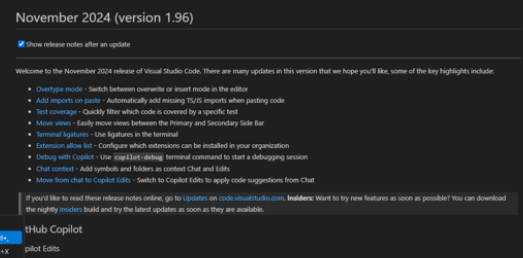 November 2024 (version 1.96)
Show release notes after an update
Welcome to the November 2024 release of Visual Studio Code. There are many updates in this version that we hope you'll like, some of the key highlights include:
• Overtype mode - Switch between overwrite or insert mode in the editor
• Add imports on paste - Automatically add missing TS/JS imports when pasting code
• Test coverage - Quickly filter which code is covered by a specific test
• Move views - Easily move views between the Primary and Secondary Side Bar
• Terminal ligatures - Use ligatures in the terminal
• Extension allow list - Configure which extensions can be installed in your organization
• Debug with Copilot - Use copilot-debug terminal command to start a debugging session
• Chat context - Add symbols and folders as context Chat and Edits
• Move from chat to Copilot Edits - Switch to Copilot Edits to apply code suggestions from Chat
If you'd like to read these release notes online, go to Updates on code.visualstudio.com. Insiders: Want to try new features as soon as possible? You can download
the nightly Insiders build and try the latest updates as soon as they are available.
tHub Copilot
+X
pilot Edits